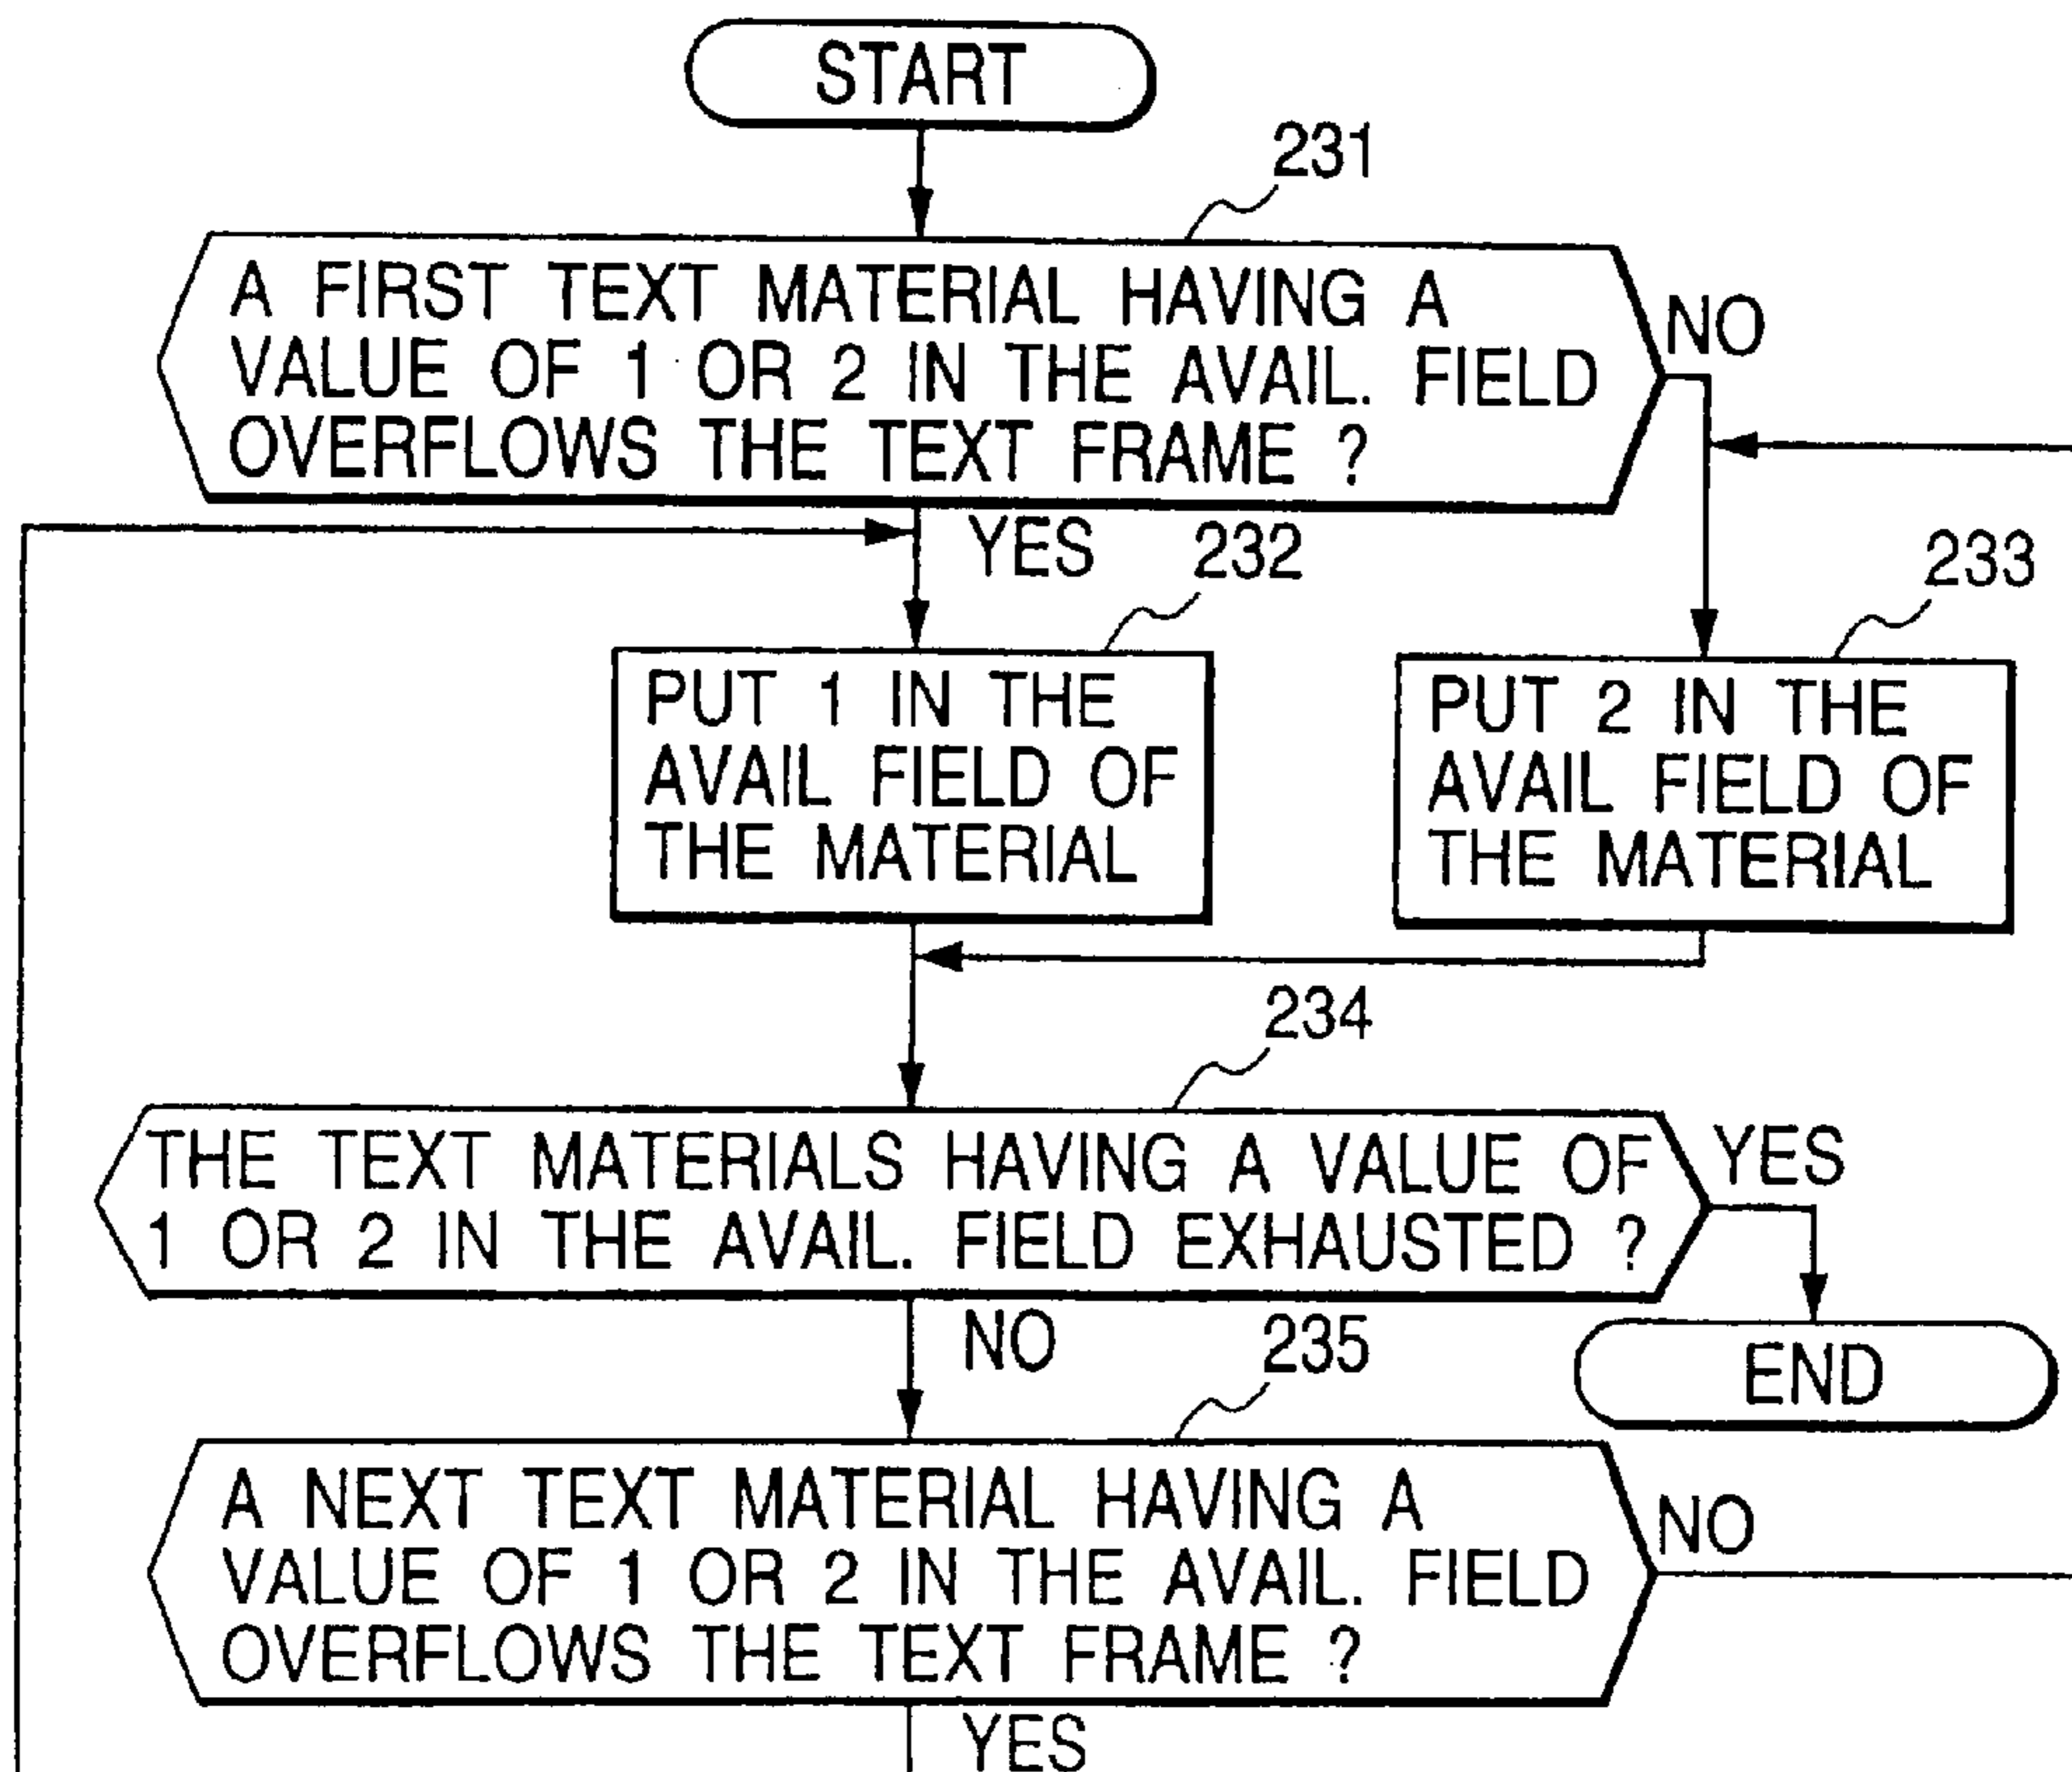 START
231
A FIRST TEXT MATERIAL HAVING A
VALUE OF 1 OR 2 IN THE AVAIL. FIELD
OVERFLOWS THE TEXT FRAME ?
NO
YES
232
233
PUT 1 IN THE
AVAIL FIELD OF
THE MATERIAL
PUT 2 IN THE
AVAIL FIELD OF
THE MATERIAL
234
THE TEXT MATERIALS HAVING A VALUE OF
1 OR 2 IN THE AVAIL. FIELD EXHAUSTED ?
YES
NO
235
END
A NEXT TEXT MATERIAL HAVING A
VALUE OF 1 OR 2 IN THE AVAIL. FIELD
OVERFLOWS THE TEXT FRAME ?
NO
YES